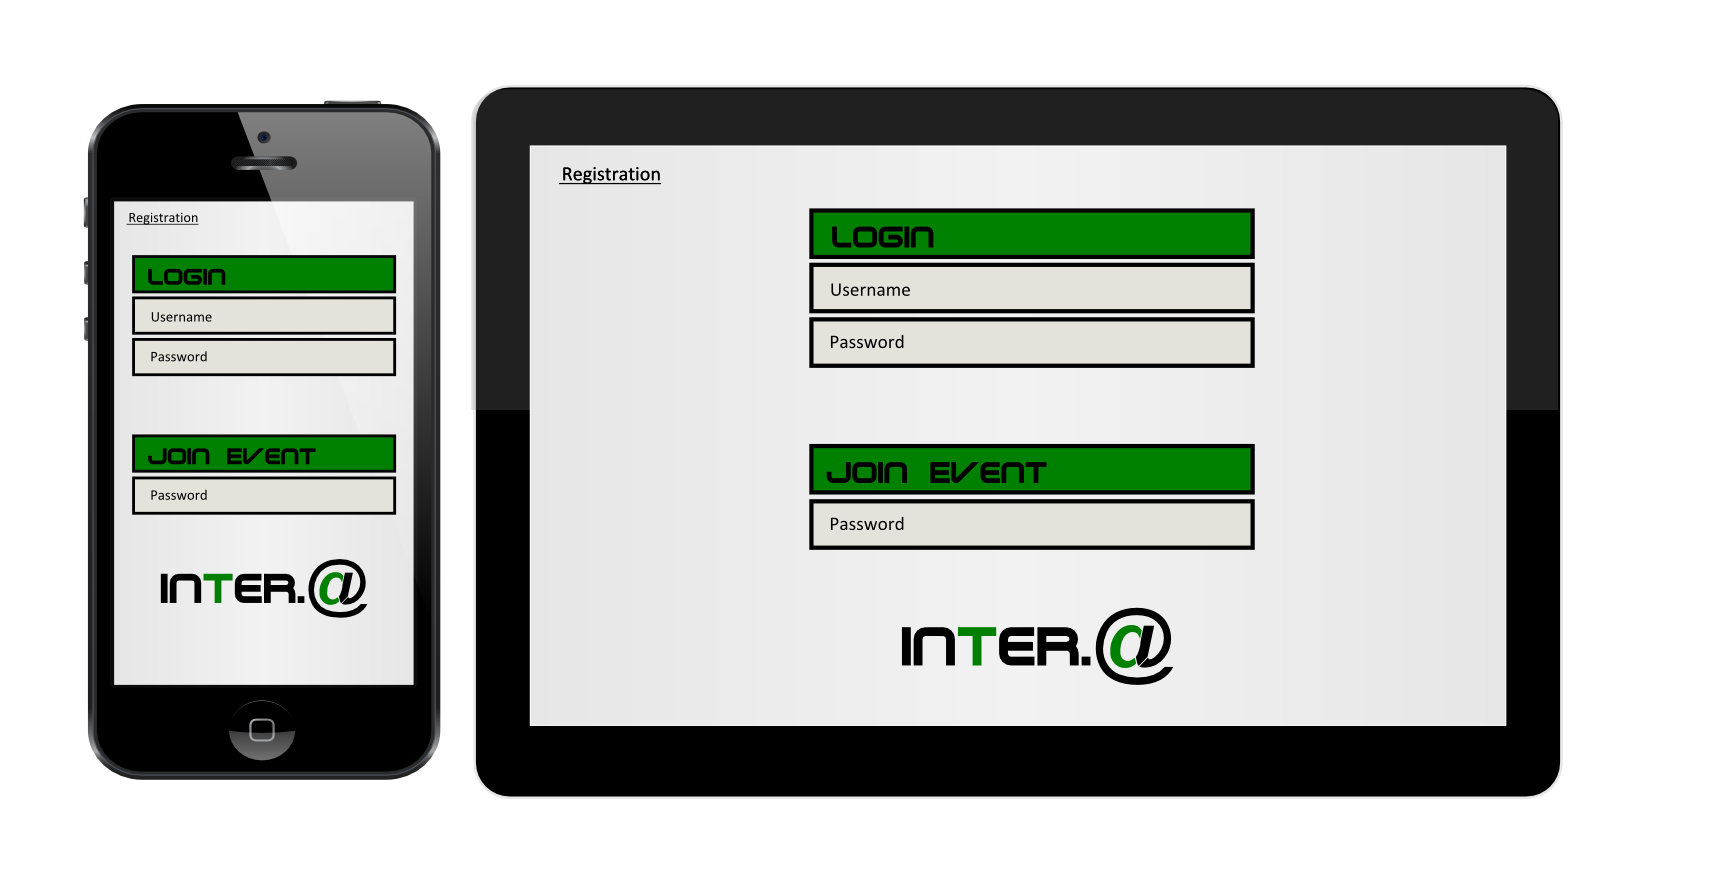 Registration
LOGIN
Username
Password
JOIN EVENT
Password
INTER.@
Registration
LOGIN
Username
Password
JOIN EVENT
Password
INTER.@